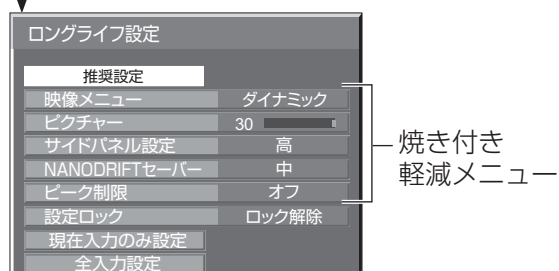 ロングライフ設定
推奨設定
映像メニュー ダイナミック
ピクチャー 30
サイドパネル設定 高
NANODRIFTセーバー 中
ピーク制限 オフ
設定ロック ロック解除
現在入力のみ設定
全入力設定
焼き付き
軽減メニュー